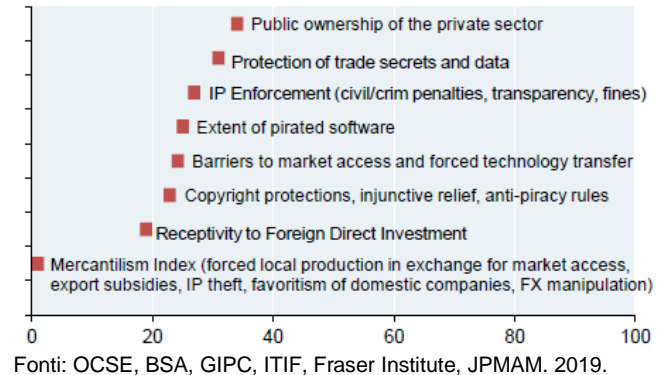 Public ownership of the private sector
Protection of trade secrets and data
IP Enforcement (civil/crim penalties, transparency, fines)
Extent of pirated software
Barriers to market access and forced technology transfer
Copyright protections, injunctive relief, anti-piracy rules
Receptivity to Foreign Direct Investment
Mercantilism Index (forced local production in exchange for market access,
export subsidies, IP theft, favoritism of domestic companies, FX manipulation)
0 20 40 60 80 100
Fonti: OCSE, BSA, GIPC, ITIF, Fraser Institute, JPMAM. 2019.